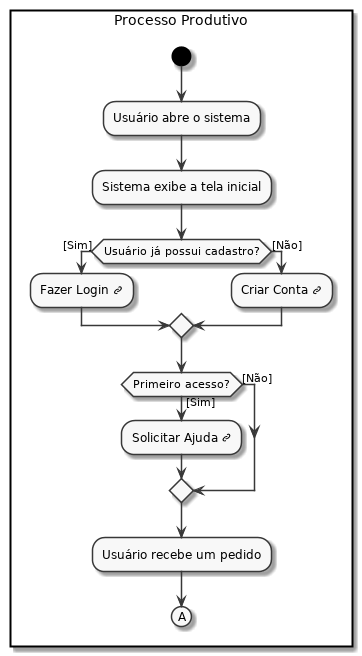 Processo Produtivo
Usuário abre o sistema
Sistema exibe a tela inicial
[Sim]
Usuário já possui cadastro?
[Não]
Fazer Login
Criar Conta
Primeiro acesso?
[Não]
[Sim]
Solicitar Ajuda
Usuário recebe um pedido
A